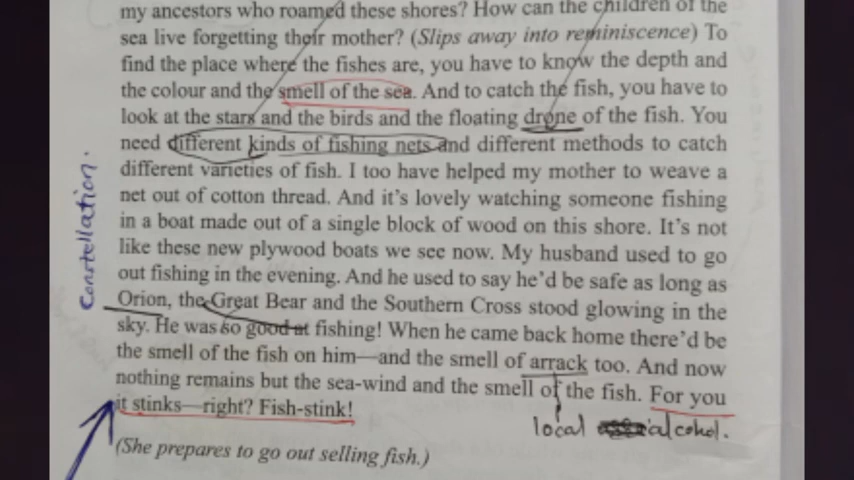 my ancestors who roamed these shores? How can the children of the
sea live forgetting their mother? (Slips away into reminiscence) To
find the place where the fishes are, you have to know the depth and
the colour and the smell of the sea. And to catch the fish, you have to
look at the stars and the birds and the floating drone of the fish. You
need different kinds of fishing nets and different methods to catch
different varieties of fish. I too have helped my mother to weave a
net out of cotton thread. And it's lovely watching someone fishing
in a boat made out of a single block of wood on this shore. It's not
like these new plywood boats we see now. My husband used to go
out fishing in the evening. And he used to say he'd be safe as long as
Constellation.
Orion, the Great Bear and the Southern Cross stood glowing in the
sky. He was so good at fishing! When he came back home there'd be
the smell of the fish on him—and the smell of arrack too. And now
nothing remains but the sea-wind and the smell of the fish. For you
it stinks—right? Fish-stink!
local alcohol.
(She prepares to go out selling fish.)